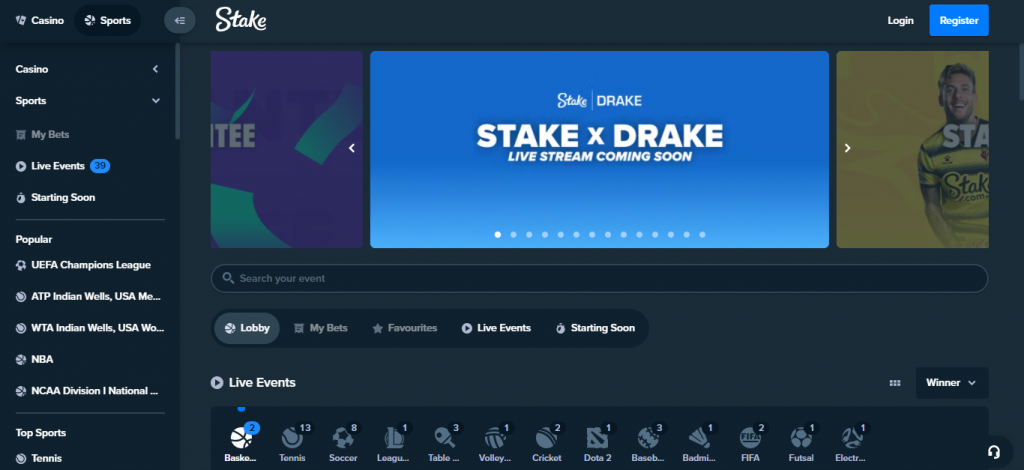 Casino
Sports
Stake
Login
Register
Casino
Sports
My Bets
Live Events 39
Starting Soon
Popular
UEFA Champions League
ATP Indian Wells, USA Me...
WTA Indian Wells, USA Wo...
NBA
NCAA Division I National ...
Top Sports
Tennis
TEE
Stake | DRAKE
STAKE x DRAKE
LIVE STREAM COMING SOON
STA
Stake
.com
Search your event
Lobby
My Bets
Favourites
Live Events
Starting Soon
Live Events
Winner
2
Baske...
13
Tennis
8
Soccer
1
Leagu...
3
Table ...
1
Volley...
2
Cricket
1
Dota 2
3
Baseb...
1
Badmi...
FIFA
2
FIFA
1
Futsal
1
Electr...